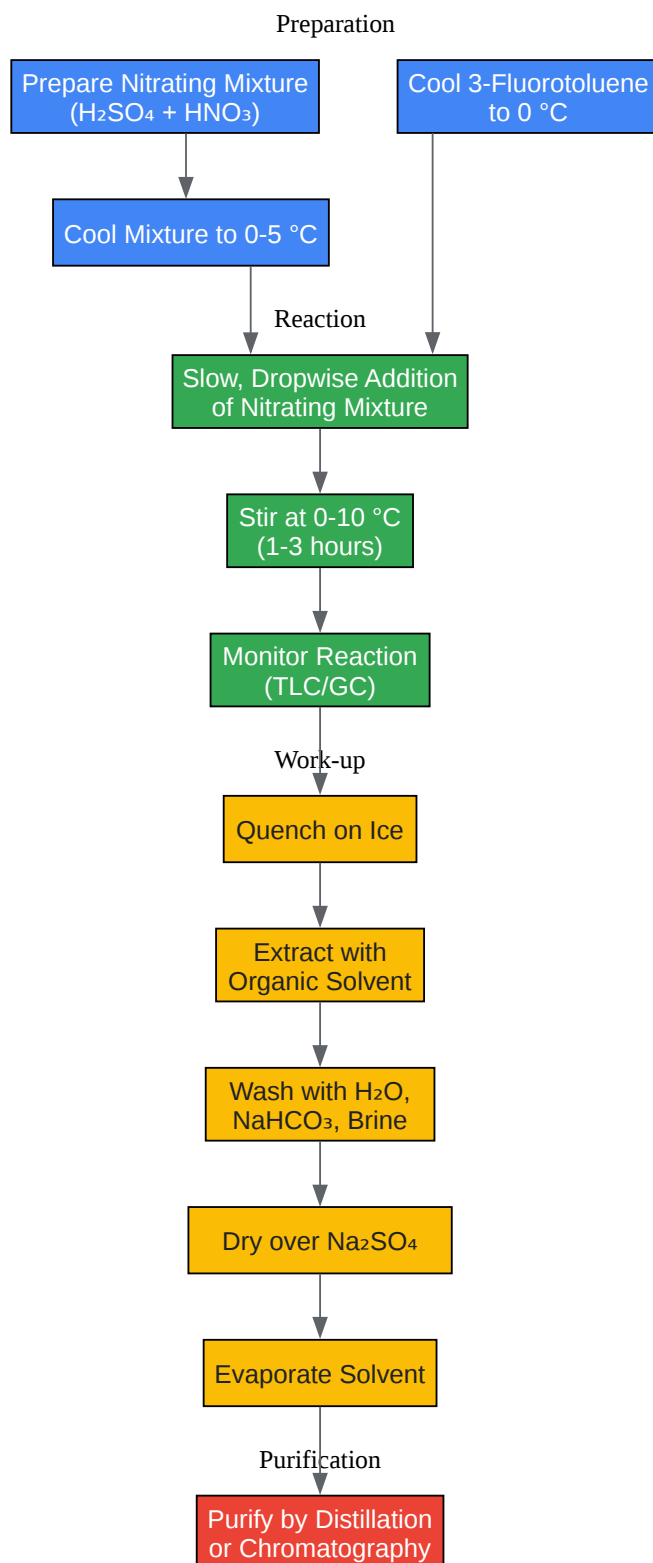 Preparation
Prepare Nitrating Mixture
(H₂SO₄ + HNO₃)
Cool 3-Fluorotoluene
to 0 °C
Cool Mixture to 0-5 °C
Reaction
Slow, Dropwise Addition
of Nitrating Mixture
Stir at 0-10 °C
(1-3 hours)
Monitor Reaction
(TLC/GC)
Work-up
Quench on Ice
Extract with
Organic Solvent
Wash with H₂O,
NaHCO₃, Brine
Dry over Na₂SO₄
Evaporate Solvent
Purification
Purify by Distillation
or Chromatography